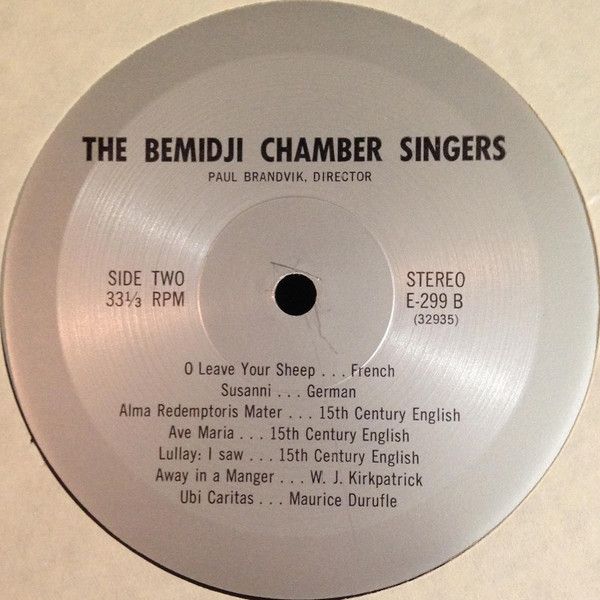 THE BEMIDJI CHAMBER SINGERS
PAUL BRANDVIK, DIRECTOR
SIDE TWO
33⅓ RPM
STEREO
E-299 B
(32935)
O Leave Your Sheep . . . French
Susanni . . . German
Alma Redemptoris Mater . . . 15th Century English
Ave Maria . . . 15th Century English
Lullay: I saw . . . 15th Century English
Away in a Manger . . . W. J. Kirkpatrick
Ubi Caritas . . . Maurice Durufle